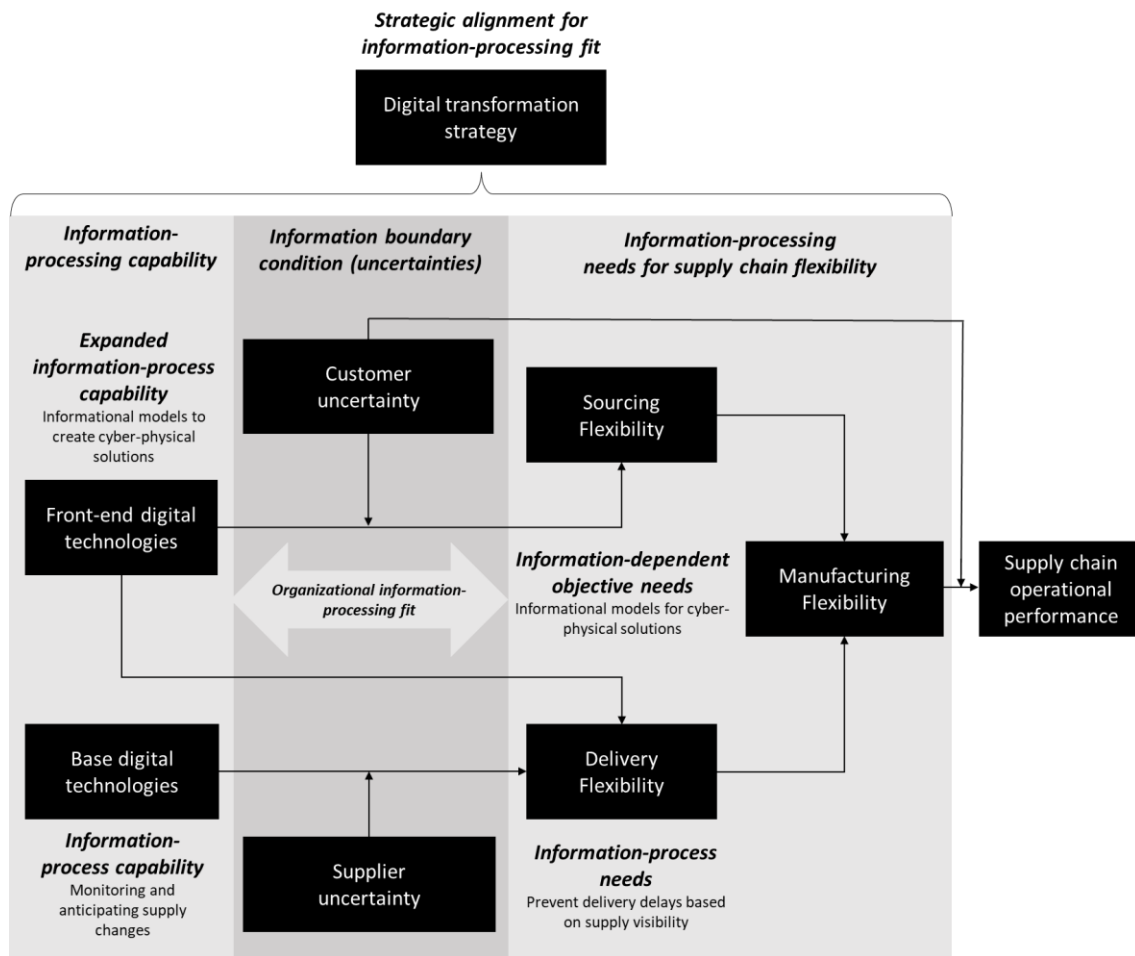 Strategic alignment for
information-processing fit
Digital transformation
strategy
Information-
processing capability
Information boundary
condition (uncertainties)
Information-processing
needs for supply chain flexibility
Expanded
information-process
capability
Informational models to
create cyber-physical
solutions
Customer
uncertainty
Sourcing
Flexibility
Front-end digital
technologies
Organizational information-
processing fit
Information-dependent
objective needs
Informational models for cyber-
physical solutions
Manufacturing
Flexibility
Supply chain
operational
performance
Base digital
technologies
Delivery
Flexibility
Information-
process capability
Monitoring and
anticipating supply
changes
Supplier
uncertainty
Information-process
needs
Prevent delivery delays based
on supply visibility